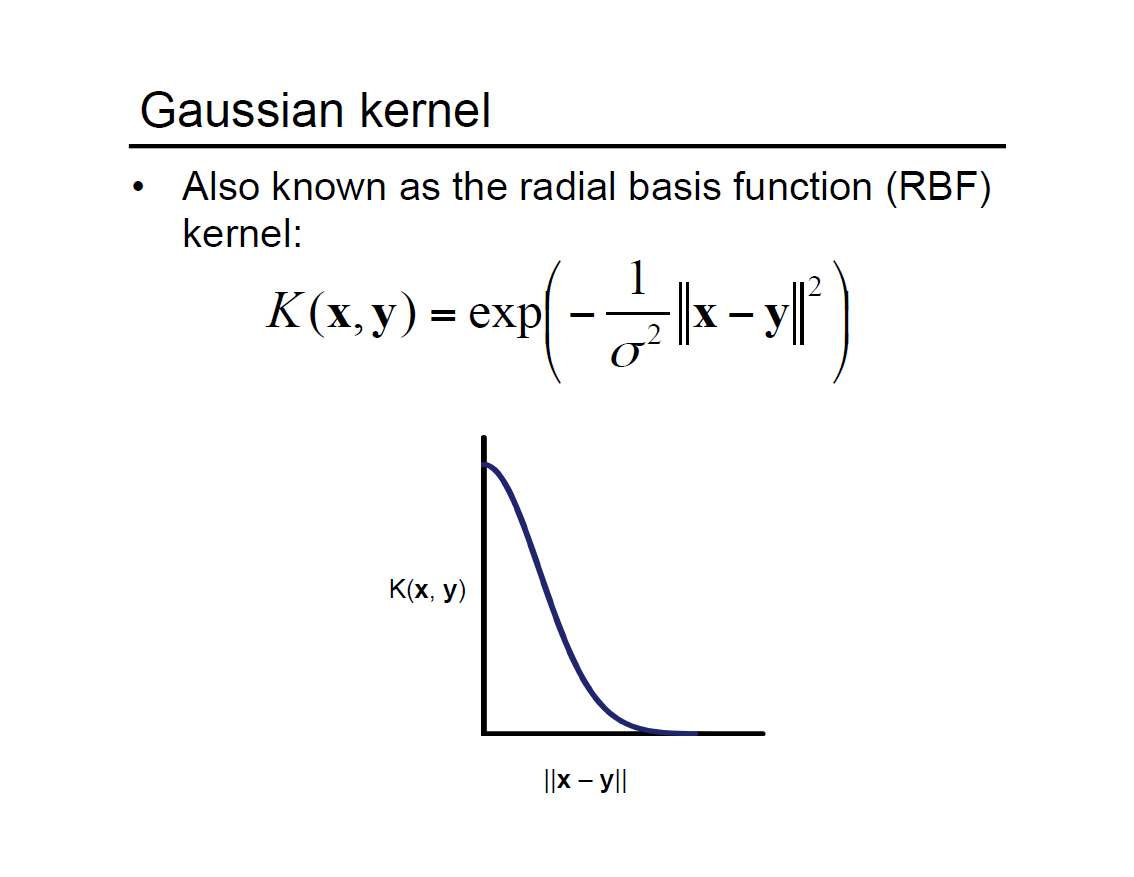 Gaussian kernel
• Also known as the radial basis function (RBF)
kernel:
K(x, y) = exp(− 1/σ² ‖x − y‖²)
K(x, y)
||x – y||